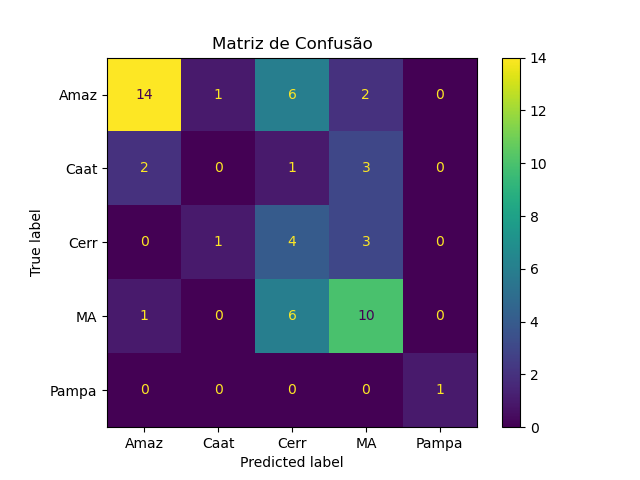 Matriz de Confusão
Amaz 14 1 6 2 0
Caat 2 0 1 3 0
Cerr 0 1 4 3 0
MA 1 0 6 10 0
Pampa 0 0 0 0 1
Amaz Caat Cerr MA Pampa
Predicted label
True label
14
12
10
8
6
4
2
0